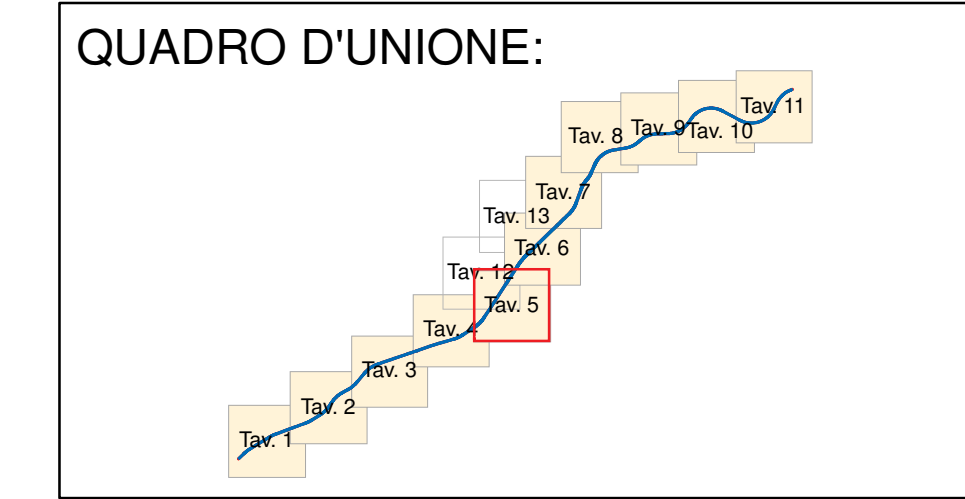 QUADRO D'UNIONE:
Tav. 11
Tav. 8
Tav. 9
Tav. 10
Tav. 7
Tav. 13
Tav. 6
Tav. 12
Tav. 5
Tav. 4
Tav. 3
Tav. 2
Tav. 1